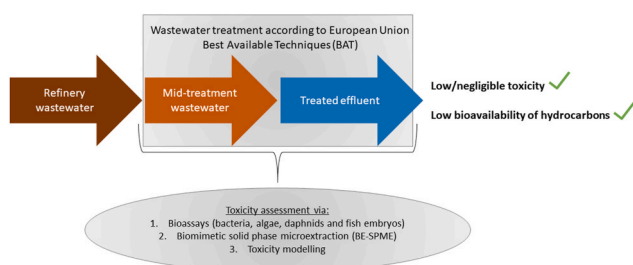 Wastewater treatment according to European Union
Best Available Techniques (BAT)
Refinery
wastewater
Mid-treatment
wastewater
Treated effluent
Low/negligible toxicity
Low bioavailability of hydrocarbons
Toxicity assessment via:
1. Bioassays (bacteria, algae, daphnids and fish embryos)
2. Biomimetic solid phase microextraction (BE-SPME)
3. Toxicity modelling